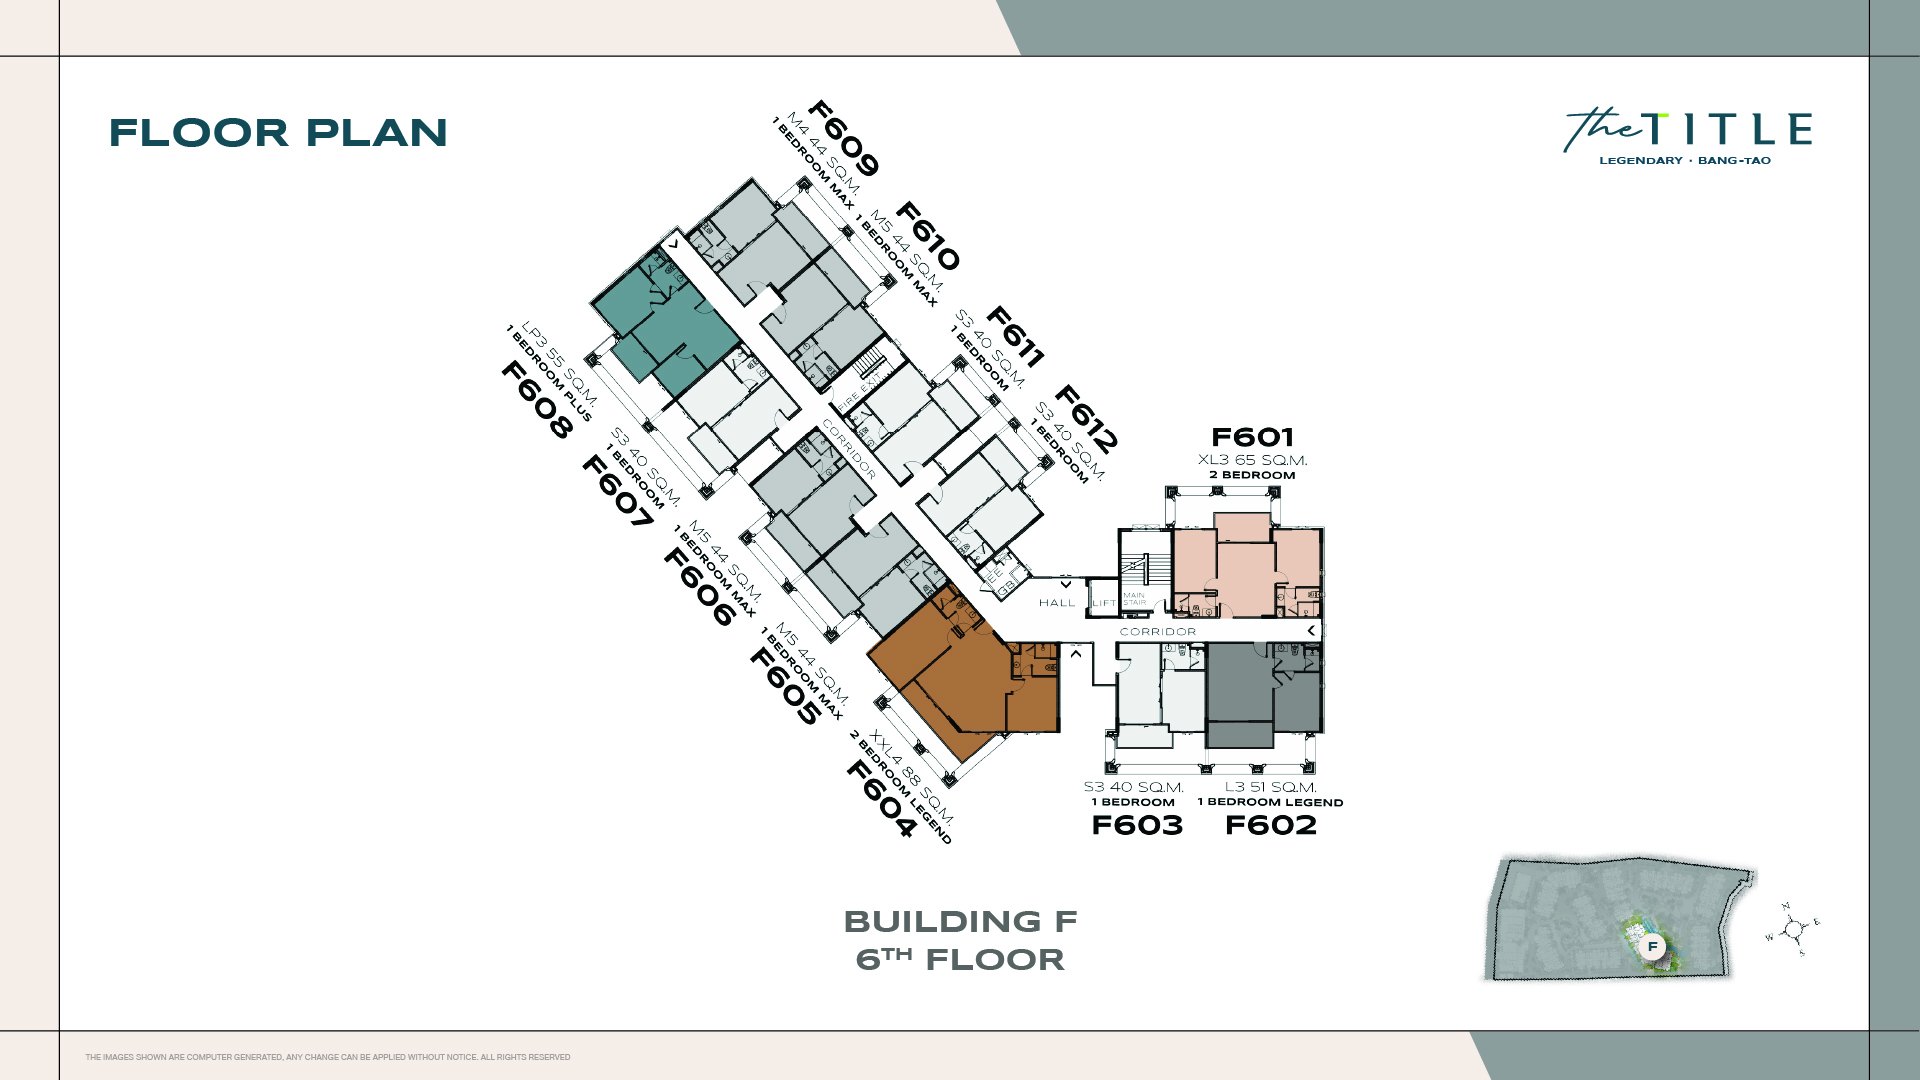 FLOOR PLAN
the TITLE
LEGENDARY · BANG-TAO
F609
M4 44 SQ.M.
1 BEDROOM MAX
F610
M5 44 SQ.M.
1 BEDROOM MAX
F611
S3 40 SQ.M.
1 BEDROOM
F612
S3 40 SQ.M.
1 BEDROOM
F601
XL3 65 SQ.M.
2 BEDROOM
LP3 55 SQ.M.
1 BEDROOM PLUS
F608
S3 40 SQ.M.
1 BEDROOM
F607
M5 44 SQ.M.
1 BEDROOM MAX
F606
M5 44 SQ.M.
1 BEDROOM MAX
F605
XXL4 88 SQ.M.
2 BEDROOM LEGEND
F604
S3 40 SQ.M.
1 BEDROOM
F603
L3 51 SQ.M.
1 BEDROOM LEGEND
F602
FIRE EXIT
CORRIDOR
HALL
LIFT
MAIN
STAIR
CORRIDOR
BUILDING F
6TH FLOOR
F
N
E
W
S
THE IMAGES SHOWN ARE COMPUTER GENERATED, ANY CHANGE CAN BE APPLIED WITHOUT NOTICE. ALL RIGHTS RESERVED